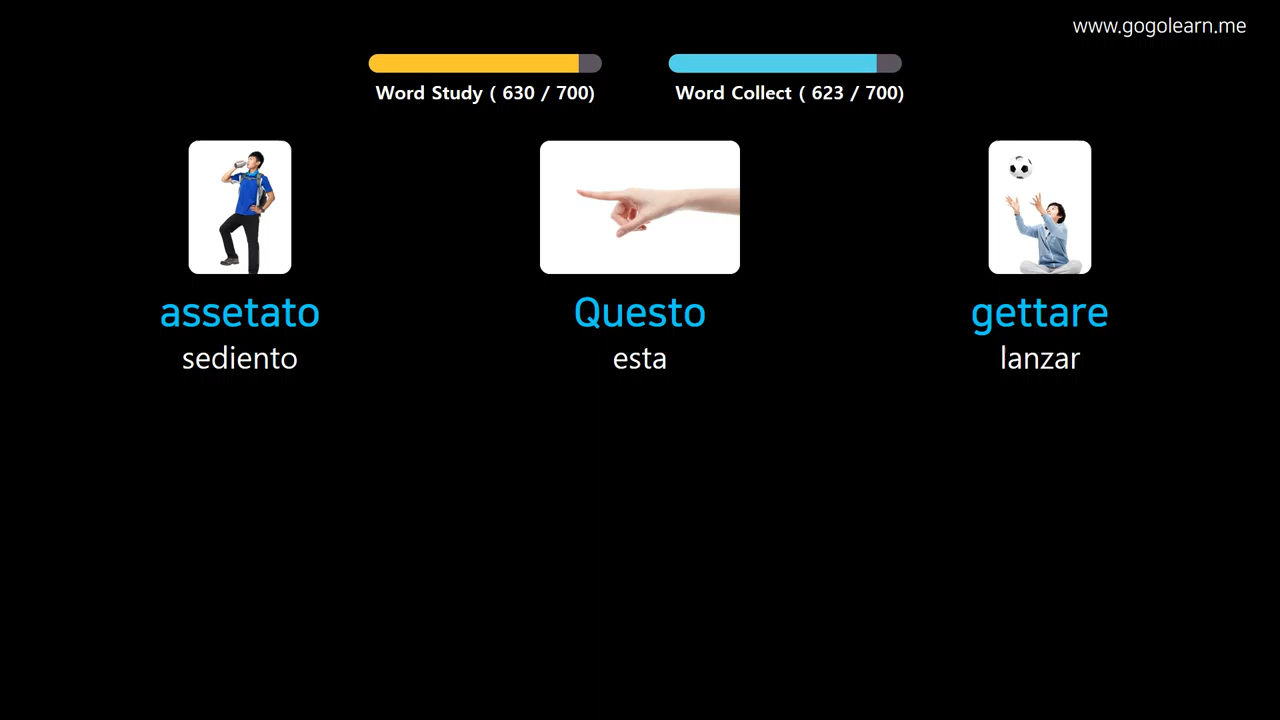 www.gogolearn.me
Word Study ( 630 / 700)
Word Collect ( 623 / 700)
assetato
sediento
Questo
esta
gettare
lanzar